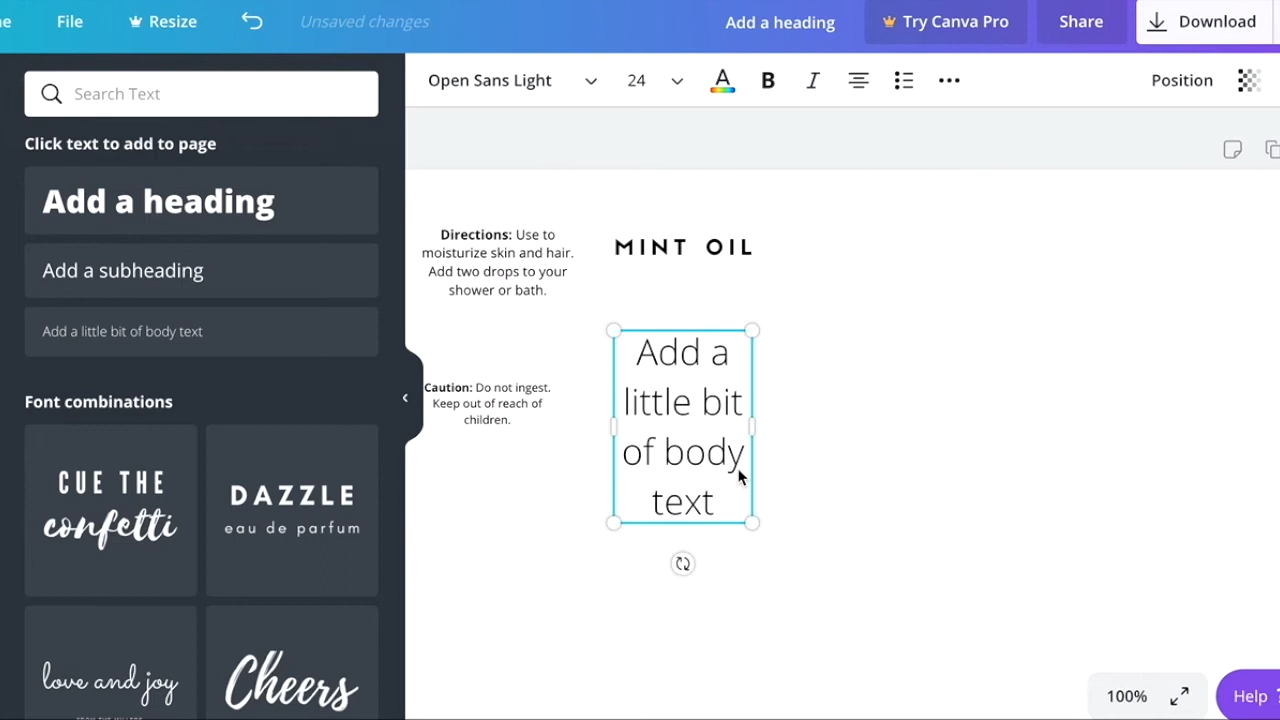 File
Resize
Unsaved changes
Add a heading
Try Canva Pro
Share
Download
Search Text
Open Sans Light
24
A
B
I
Position
Click text to add to page
Add a heading
Add a subheading
Add a little bit of body text
Font combinations
CUE THE
confetti
DAZZLE
eau de parfum
love and joy
Cheers
Directions: Use to
moisturize skin and hair.
Add two drops to your
shower or bath.
MINT OIL
Caution: Do not ingest.
Keep out of reach of
children.
Add a
little bit
of body
text
100%
Help ?